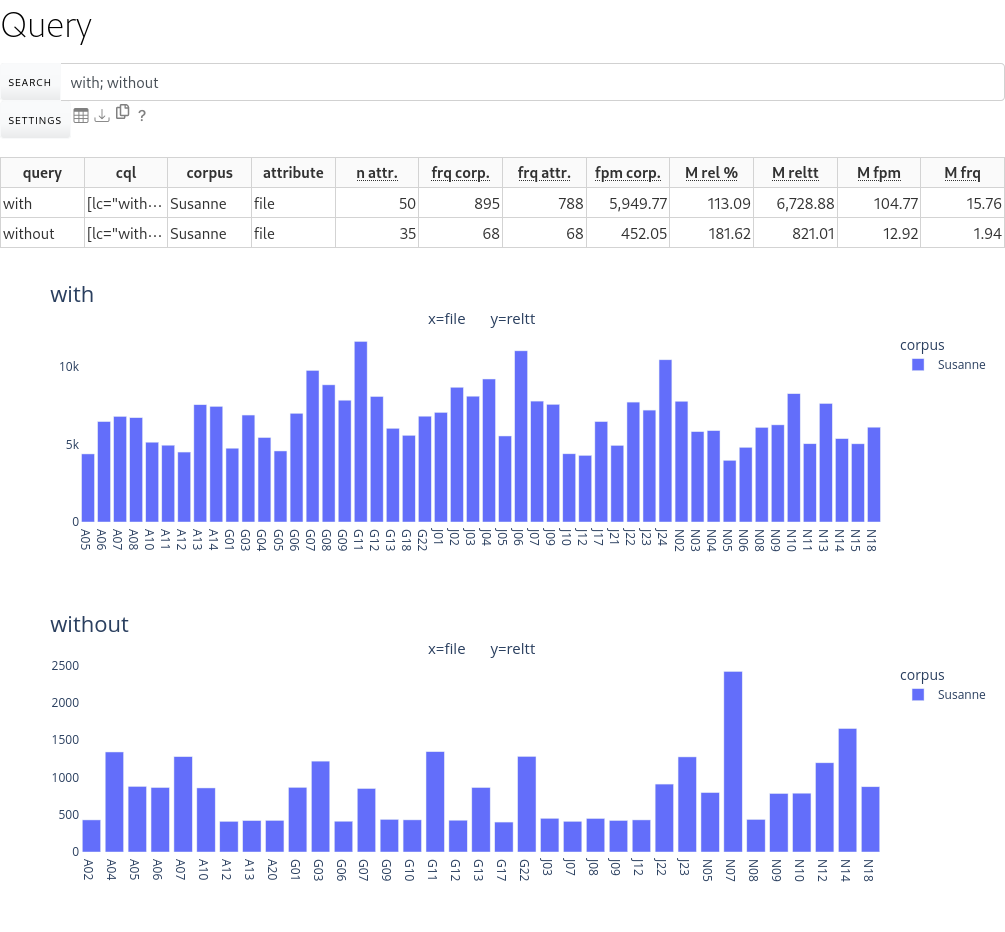 Query
SEARCH with; without
SETTINGS ?
query cql corpus attribute n attr. frq corp. frq attr. fpm corp. M rel % M reltt M fpm M frq
with [lc="with··· Susanne file 50 895 788 5,949.77 113.09 6,728.88 104.77 15.76
without [lc="with··· Susanne file 35 68 68 452.05 181.62 821.01 12.92 1.94
with
x=file y=reltt
corpus
Susanne
10k
5k
0
A05 A06 A07 A08 A10 A11 A12 A13 A14 G01 G03 G04 G05 G06 G07 G08 G09 G11 G12 G13 G18 G22 J01 J02 J03 J04 J05 J06 J07 J09 J10 J12 J17 J21 J22 J23 J24 N02 N03 N04 N05 N06 N08 N09 N10 N11 N13 N14 N15 N18
without
x=file y=reltt
corpus
Susanne
2500
2000
1500
1000
500
0
A02 A04 A05 A06 A07 A10 A12 A13 A20 G01 G03 G06 G07 G09 G10 G11 G12 G13 G17 G22 J03 J07 J08 J09 J12 J22 J23 N05 N07 N08 N09 N10 N12 N14 N18